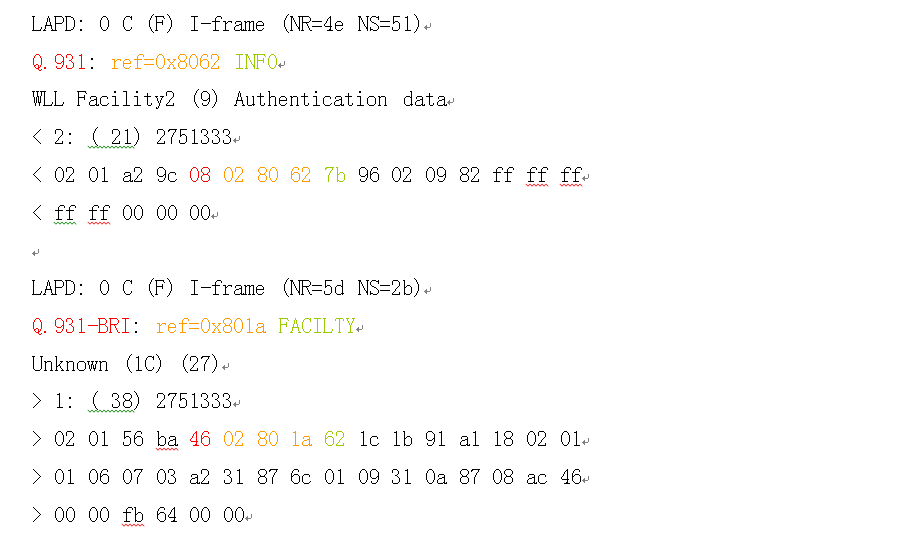 LAPD: 0 C (F) I-frame (NR=4e NS=51)
Q.931: ref=0x8062 INFO
WLL Facility2 (9) Authentication data
< 2: ( 21) 2751333
< 02 01 a2 9c 08 02 80 62 7b 96 02 09 82 ff ff ff
< ff ff 00 00 00
LAPD: 0 C (F) I-frame (NR=5d NS=2b)
Q.931-BRI: ref=0x801a FACILTY
Unknown (1C) (27)
> 1: ( 38) 2751333
> 02 01 56 ba 46 02 80 1a 62 1c 1b 91 a1 18 02 01
> 01 06 07 03 a2 31 87 6c 01 09 31 0a 87 08 ac 46
> 00 00 fb 64 00 00